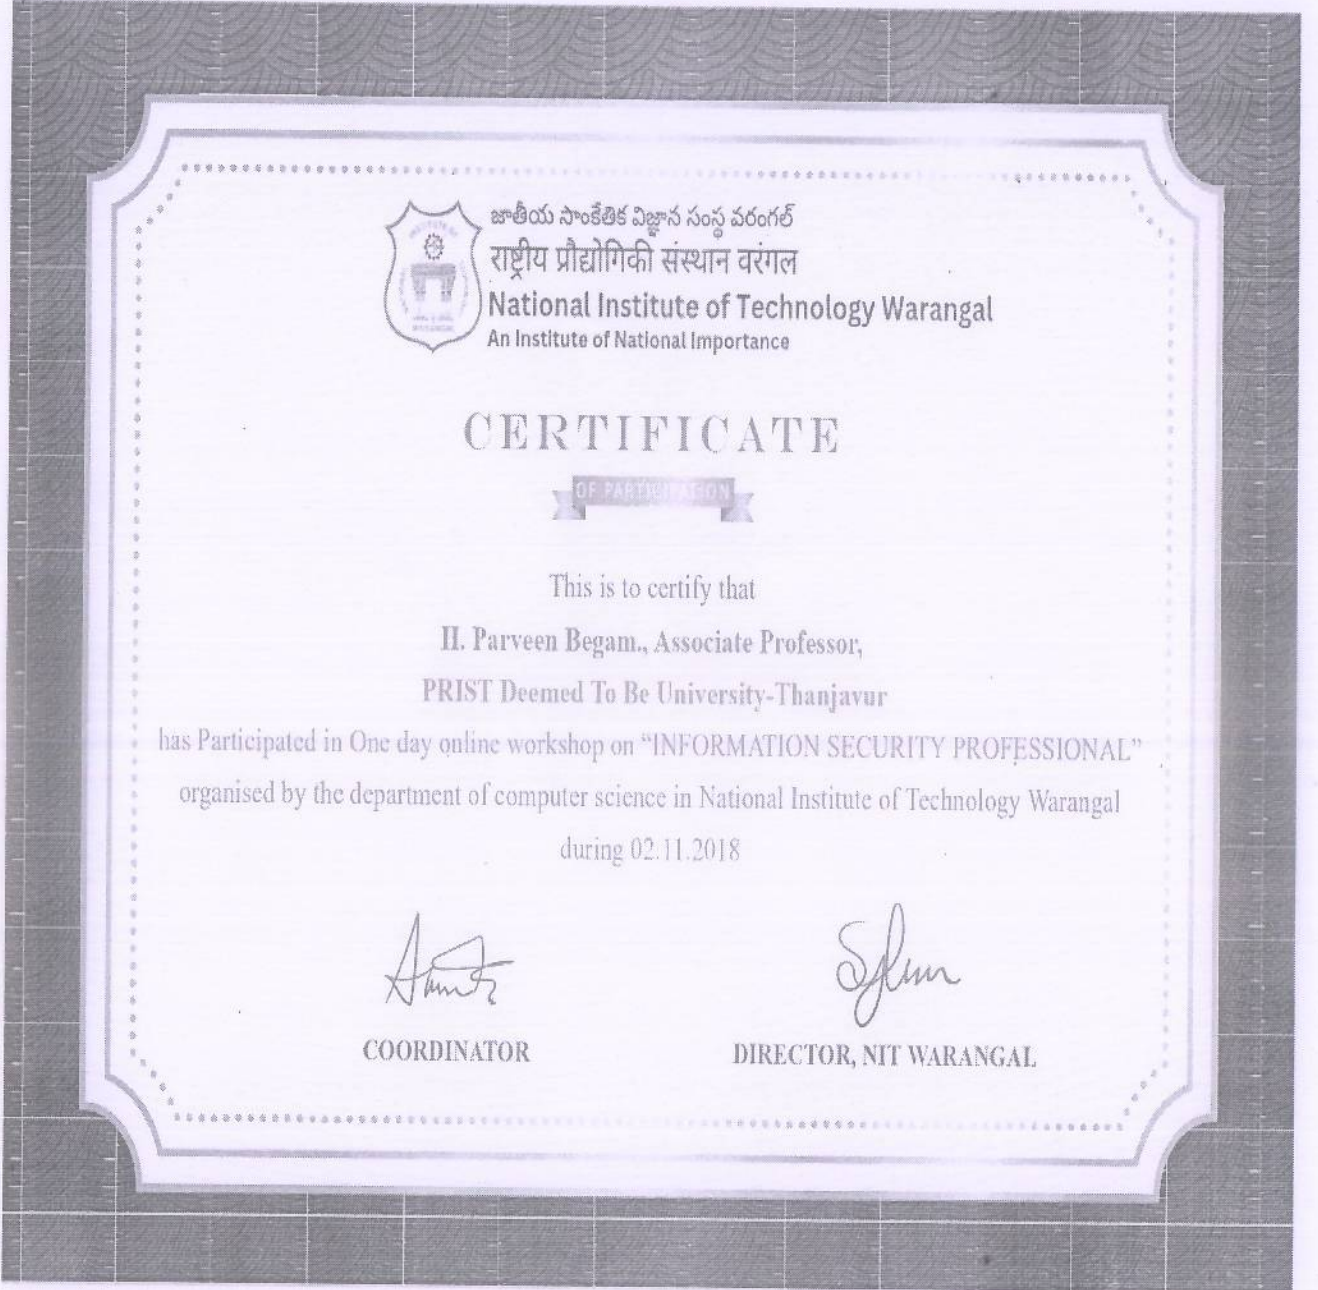 జాతీయ సాంకేతిక విజ్ఞాన సంస్థ వరంగల్
राष्ट्रीय प्रौद्योगिकी संस्थान वरंगल
National Institute of Technology Warangal
An Institute of National Importance
WARANGAL
CERTIFICATE
OF PARTICIPATION
This is to certify that
H. Parveen Begam., Associate Professor,
PRIST Deemed To Be University-Thanjavur
has Participated in One day online workshop on “INFORMATION SECURITY PROFESSIONAL”
organised by the department of computer science in National Institute of Technology Warangal
during 02.11.2018
COORDINATOR
DIRECTOR, NIT WARANGAL